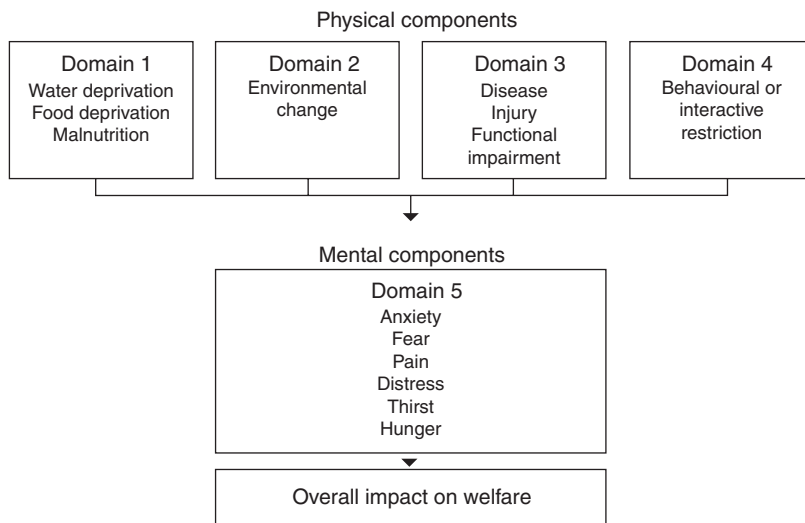 Physical components
Domain 1
Water deprivation
Food deprivation
Malnutrition
Domain 2
Environmental
change
Domain 3
Disease
Injury
Functional
impairment
Domain 4
Behavioural or
interactive
restriction
Mental components
Domain 5
Anxiety
Fear
Pain
Distress
Thirst
Hunger
Overall impact on welfare